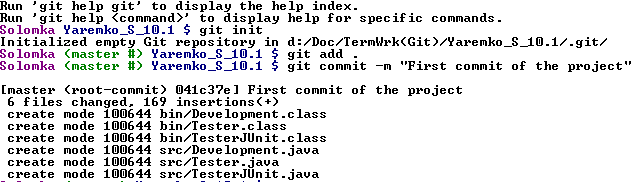 Run 'git help git' to display the help index.
Run 'git help <command>' to display help for specific commands.
Solomka Yaremko_S_10.1 $ git init
Initialized empty Git repository in d:/Doc/TermWrk(Git)/Yaremko_S_10.1/.git/
Solomka (master #) Yaremko_S_10.1 $ git add .
Solomka (master #) Yaremko_S_10.1 $ git commit -m "First commit of the project"
[master (root-commit) 041c37e] First commit of the project
6 files changed, 169 insertions(+)
create mode 100644 bin/Development.class
create mode 100644 bin/Tester.class
create mode 100644 bin/TesterJUnit.class
create mode 100644 src/Development.java
create mode 100644 src/Tester.java
create mode 100644 src/TesterJUnit.java